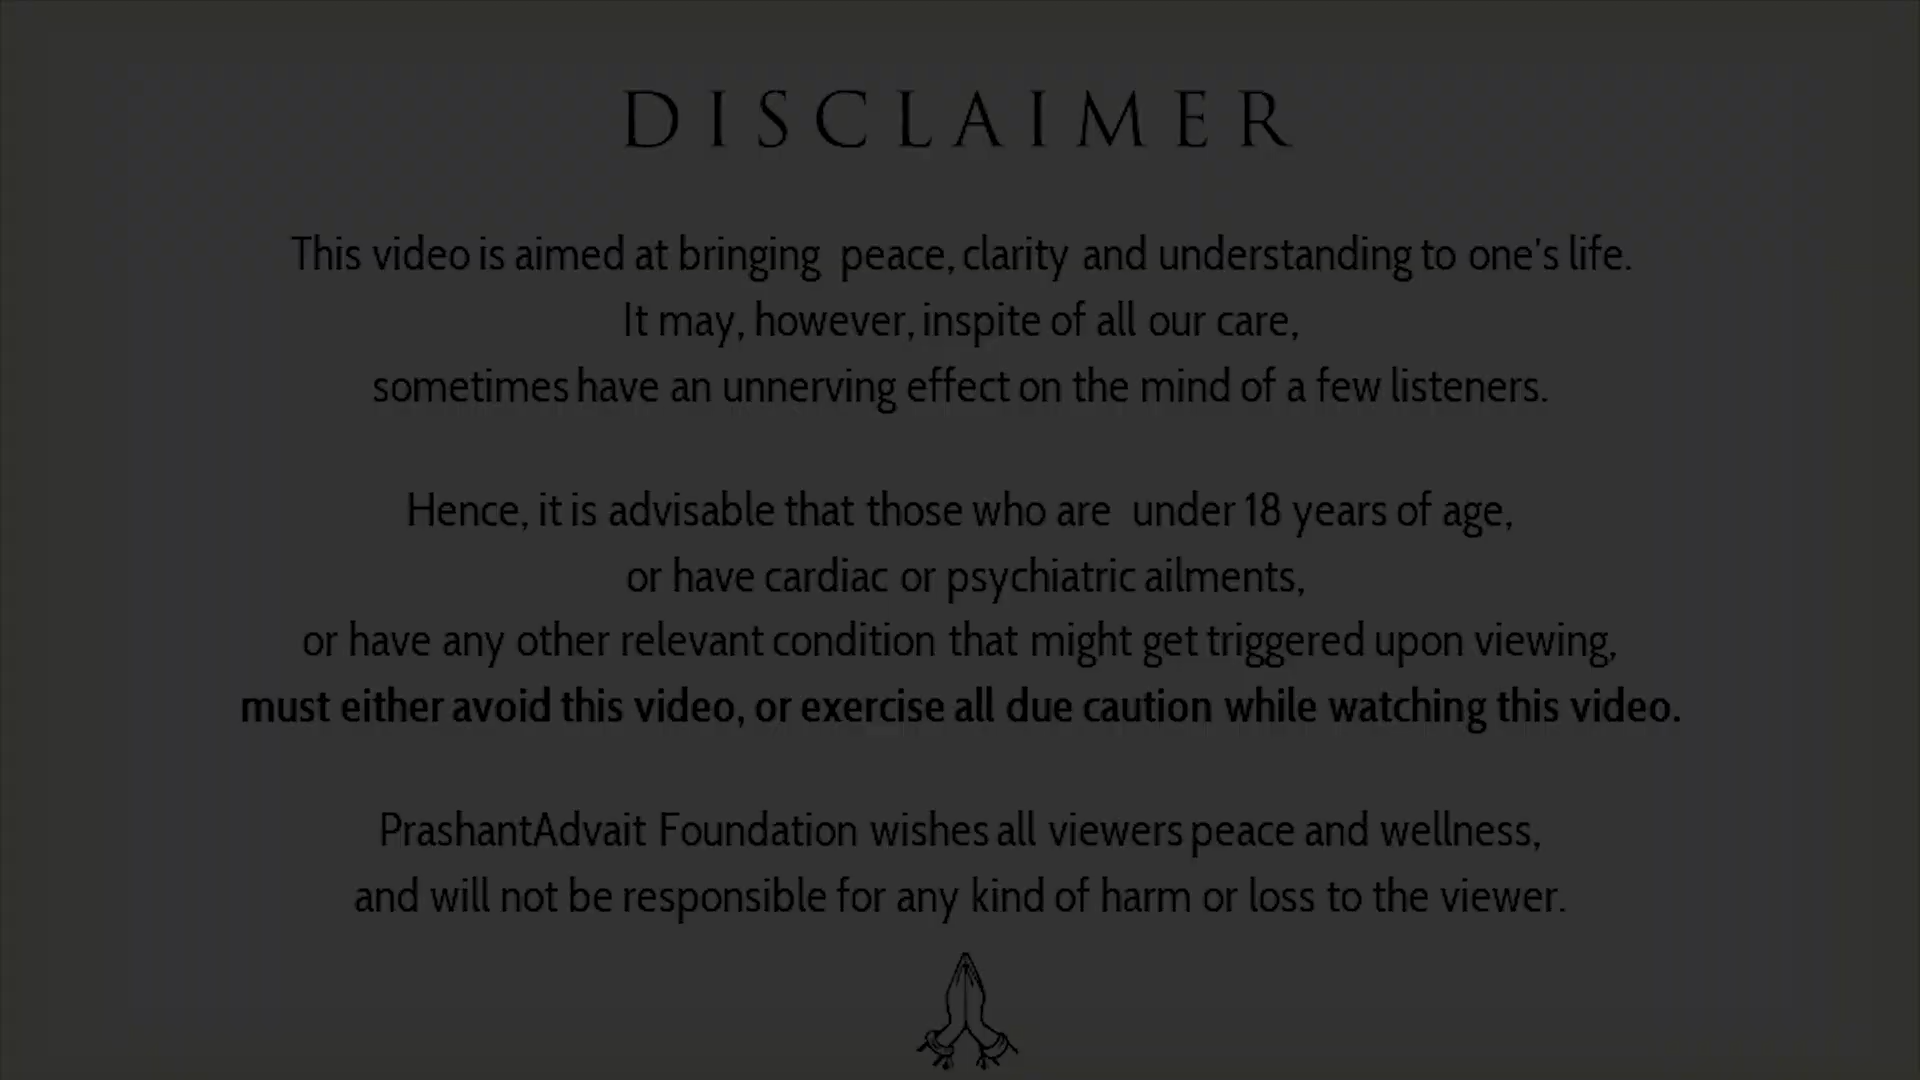 DISCLAIMER
This video is aimed at bringing peace, clarity and understanding to one's life.
It may, however, inspite of all our care,
sometimes have an unnerving effect on the mind of a few listeners.
Hence, it is advisable that those who are under 18 years of age,
or have cardiac or psychiatric ailments,
or have any other relevant condition that might get triggered upon viewing,
must either avoid this video, or exercise all due caution while watching this video.
PrashantAdvait Foundation wishes all viewers peace and wellness,
and will not be responsible for any kind of harm or loss to the viewer.